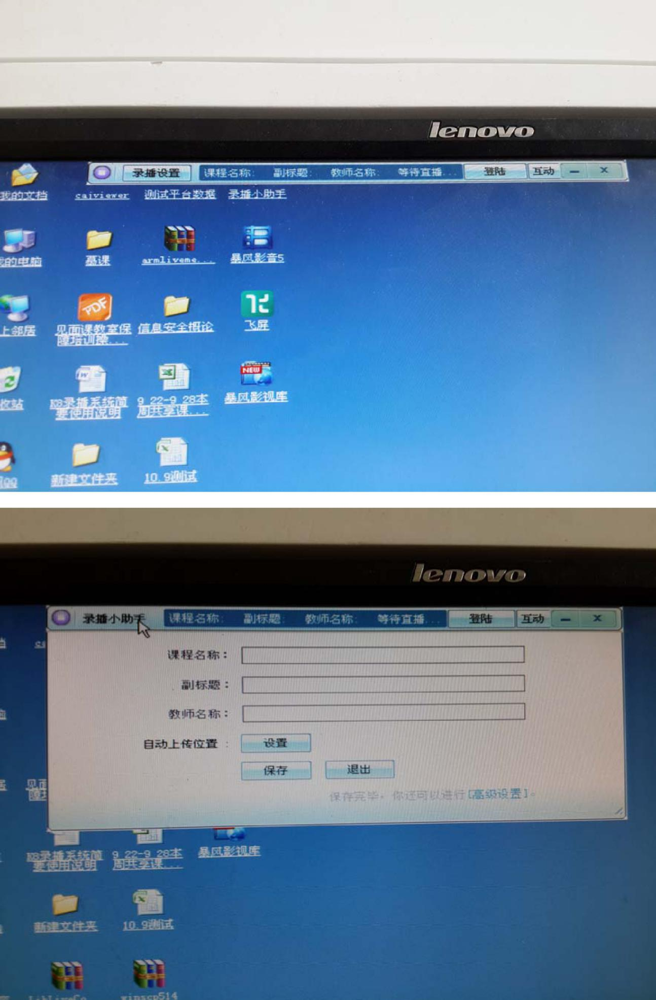 lenovo
录播设置 课程名称: 副标题: 教师名称: 等待直播... 登陆 互动
我的文档 caiviewer 测试平台数据 录播小助手
的电脑 慕课 armliveme... 暴风影音5
PDF
上邻居 见面课教室保 信息安全概论 飞屏
障培训操...
NEW
收站 K8录播系统简 9 22-9 28本 暴风影视库
要使用说明 周共享课...
qq 新建文件夹 10.9测试
lenovo
录播小助手 课程名称: 副标题: 教师名称: 等待直播... 登陆 互动
课程名称：
副标题：
教师名称：
自动上传位置： 设置
见面
障培
保存 退出
保存完毕，你还可以进行[高级设置]。
K8录播系统简 9 22-9 28本 暴风影视库
要使用说明 周共享课...
新建文件夹 10.9测试
winscp514